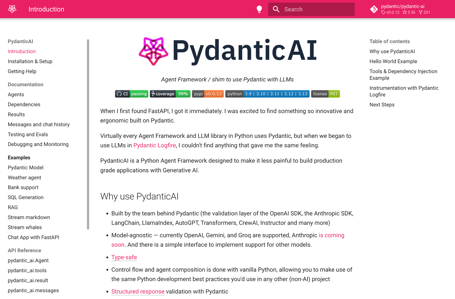 Introduction
Search
pydantic/pydantic-ai
PydanticAI
Introduction
Installation & Setup
Getting Help
Documentation
Agents
Dependencies
Results
Messages and chat history
Testing and Evals
Debugging and Monitoring
Examples
Pydantic Model
Weather agent
Bank support
SQL Generation
RAG
Stream markdown
Stream whales
Chat App with FastAPI
API Reference
pydantic_ai.Agent
pydantic_ai.tools
pydantic_ai.result
pydantic_ai.messages
PydanticAI
Agent Framework / shim to use Pydantic with LLMs
CI passing
coverage
pypi
python 3.9 | 3.10 | 3.11 | 3.12 | 3.13
license MIT
When I first found FastAPI, I got it immediately. I was excited to find something so innovative and
ergonomic built on Pydantic.
Virtually every Agent Framework and LLM library in Python uses Pydantic, but when we began
to use LLMs in Pydantic Logfire, I couldn't find anything that gave me the same feeling.
PydanticAI is a Python Agent Framework designed to make it less painful to build production
grade applications with Generative AI.
Why use PydanticAI
Built by the team behind Pydantic (the validation layer of the OpenAI SDK, the Anthropic SDK,
LangChain, LlamaIndex, AutoGPT, Transformers, CrewAI, Instructor and many more)
Model-agnostic — currently OpenAI, Gemini, and Groq are supported, Anthropic is coming
soon. And there is a simple interface to implement support for other models.
Type-safe
Control flow and agent composition is done with vanilla Python, allowing you to make use of
the same Python development best practices you'd use in any other (non-AI) project
Structured response validation with Pydantic
Table of contents
Why use PydanticAI
Hello World Example
Tools & Dependency Injection
Example
Instrumentation with Pydantic
Logfire
Next Steps